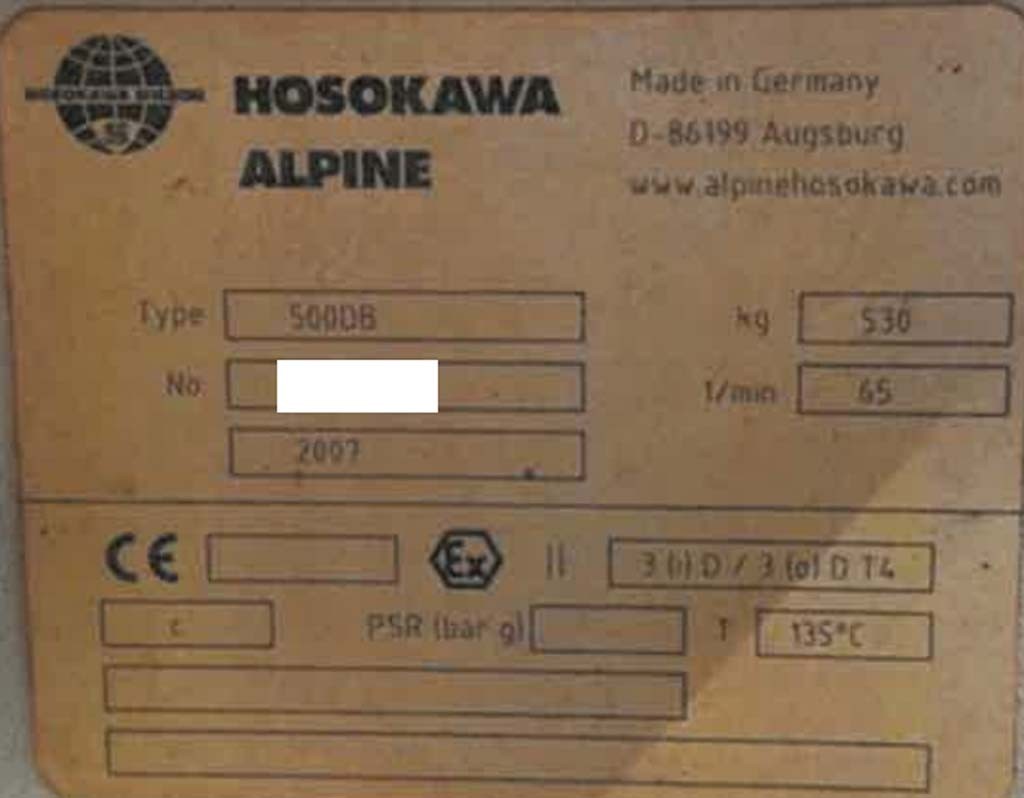 HOSOKAWA
ALPINE
Made in Germany
D-86199 Augsburg
www.alpinehosokawa.com
Type 500DB
kg 530
No
1/min 65
2007
CE Ex II 3 (i) D / 3 (o) D T4
c
PSR (bar g)
T 135°C